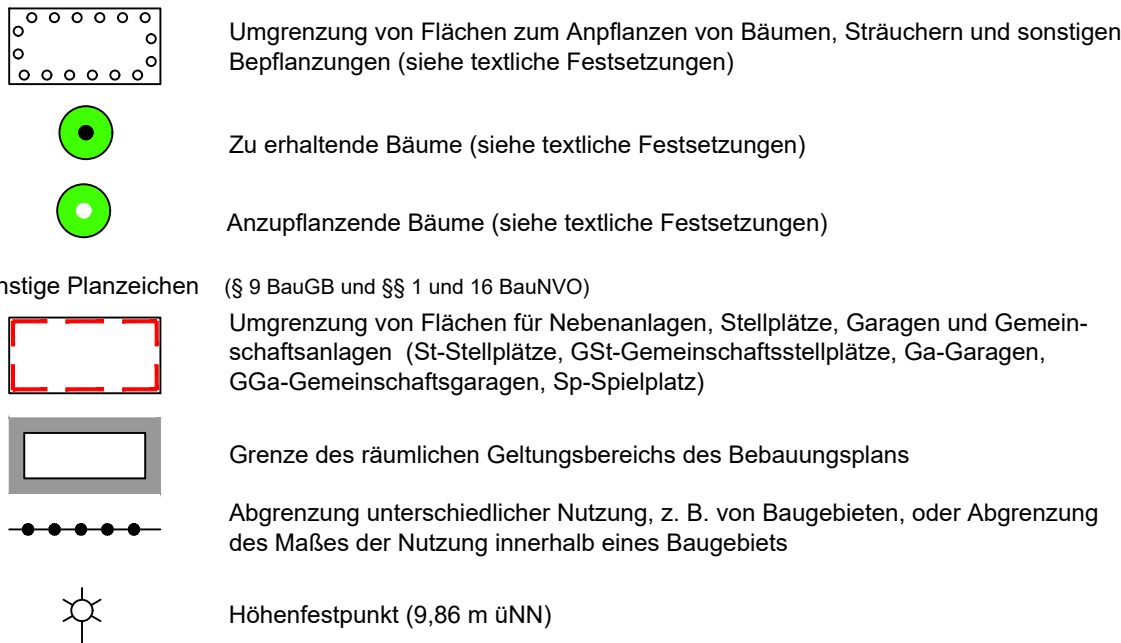 Umgrenzung von Flächen zum Anpflanzen von Bäumen, Sträuchern und sonstigen
Bepflanzungen (siehe textliche Festsetzungen)
Zu erhaltende Bäume (siehe textliche Festsetzungen)
Anzupflanzende Bäume (siehe textliche Festsetzungen)
nstige Planzeichen (§ 9 BauGB und §§ 1 und 16 BauNVO)
Umgrenzung von Flächen für Nebenanlagen, Stellplätze, Garagen und Gemein-
schaftsanlagen (St-Stellplätze, GSt-Gemeinschaftsstellplätze, Ga-Garagen,
GGa-Gemeinschaftsgaragen, Sp-Spielplatz)
Grenze des räumlichen Geltungsbereichs des Bebauungsplans
Abgrenzung unterschiedlicher Nutzung, z. B. von Baugebieten, oder Abgrenzung
des Maßes der Nutzung innerhalb eines Baugebiets
Höhenfestpunkt (9,86 m üNN)